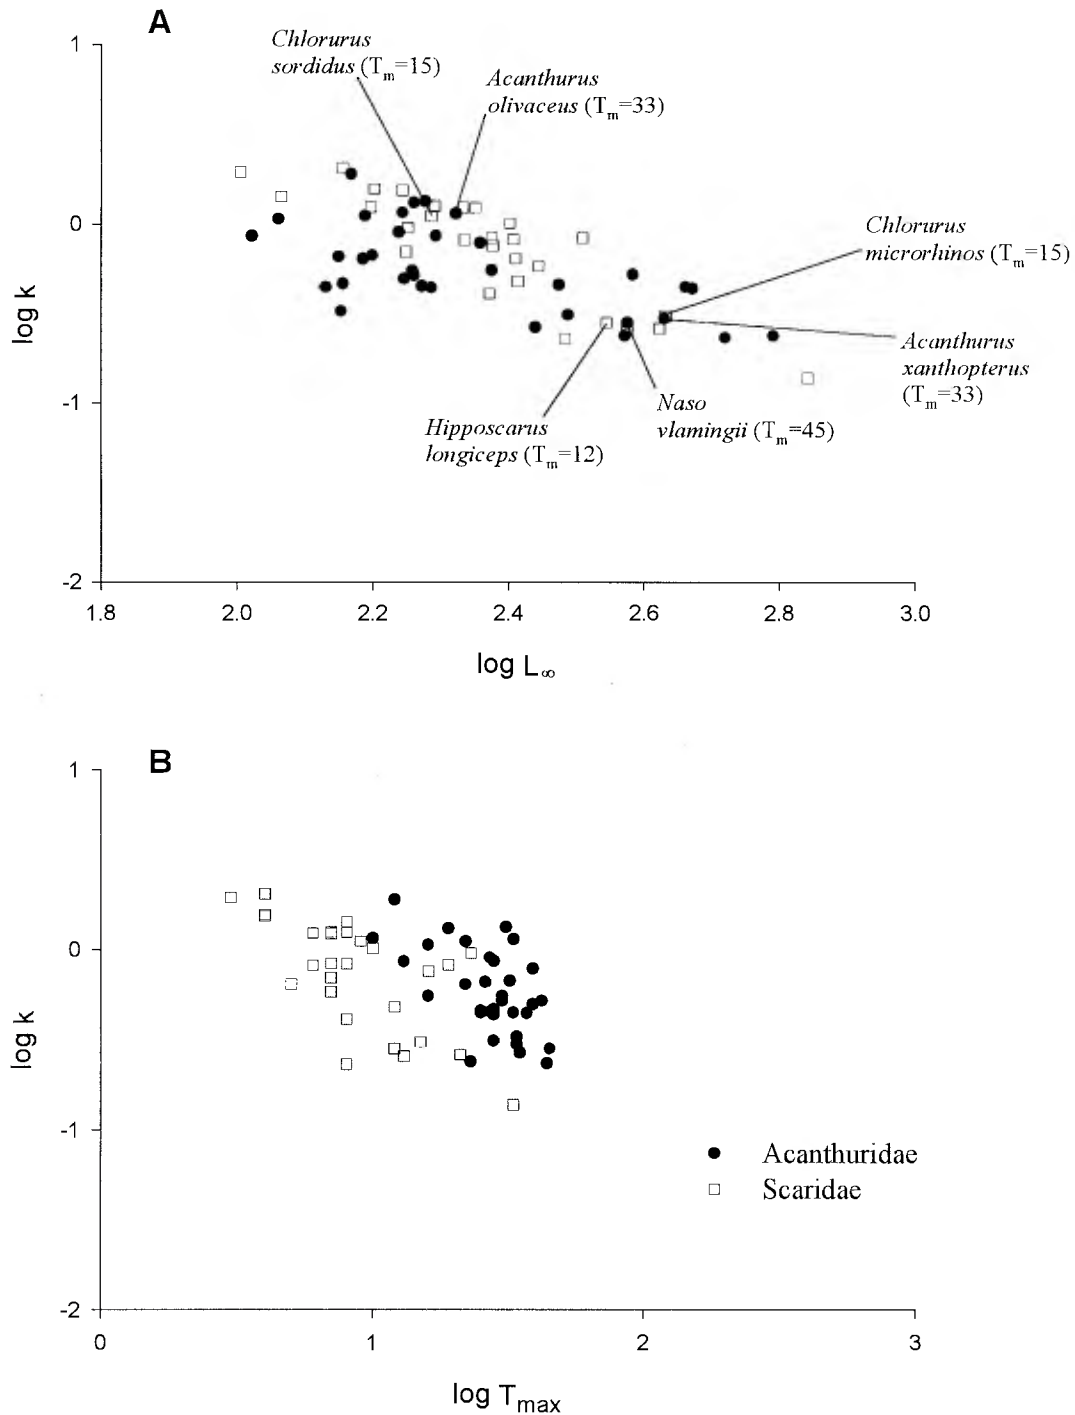 A
Chlorurus
sordidus (Tm=15)
Acanthurus
olivaceus (Tm=33)
1
0
-1
-2
log k
Chlorurus
microrhinos (Tm=15)
Acanthurus
xanthopterus
(Tm=33)
Naso
vlamingii (Tm=45)
Hipposcarus
longiceps (Tm=12)
1.8 2.0 2.2 2.4 2.6 2.8 3.0
log L∞
B
1
0
-1
-2
log k
Acanthuridae
Scaridae
0 1 2 3
log Tmax